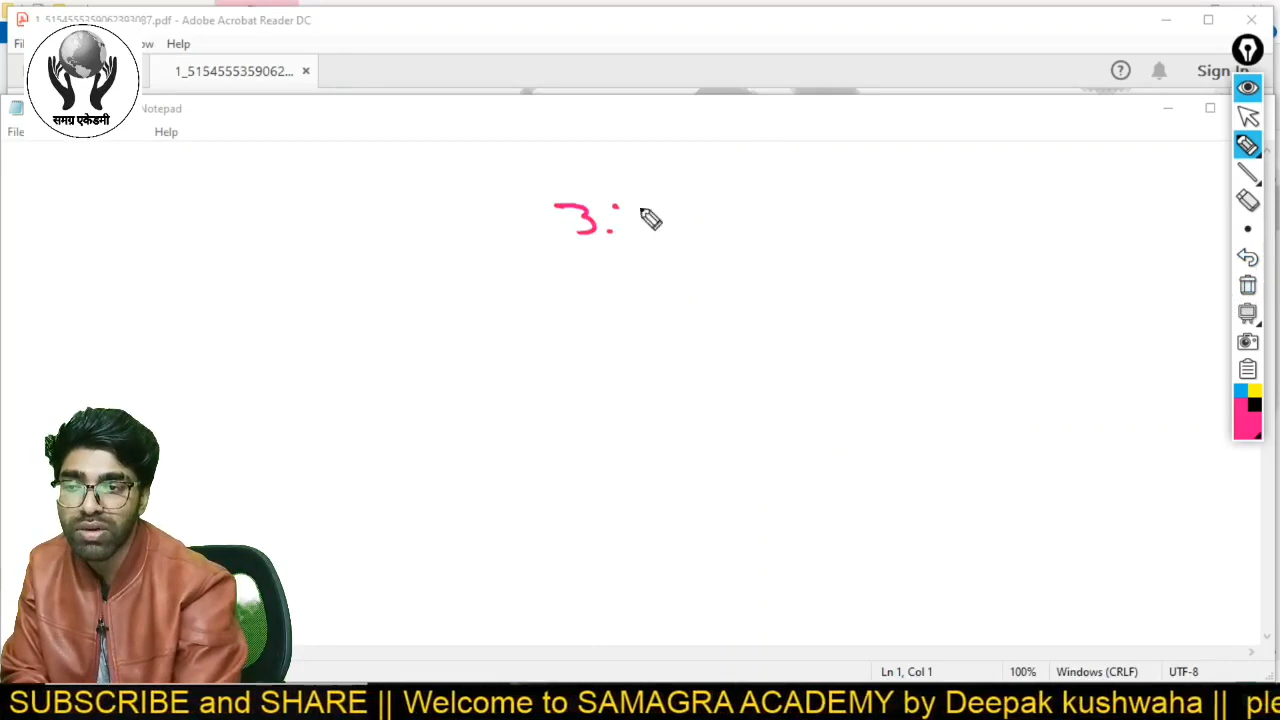 1_5154555359062393087.pdf - Adobe Acrobat Reader DC
Help
1_5154555359062...
Sign In
Notepad
File
Help
समग्र एकेडमी
3:
Ln 1, Col 1
100%
Windows (CRLF)
UTF-8
SUBSCRIBE and SHARE || Welcome to SAMAGRA ACADEMY by Deepak kushwaha ||